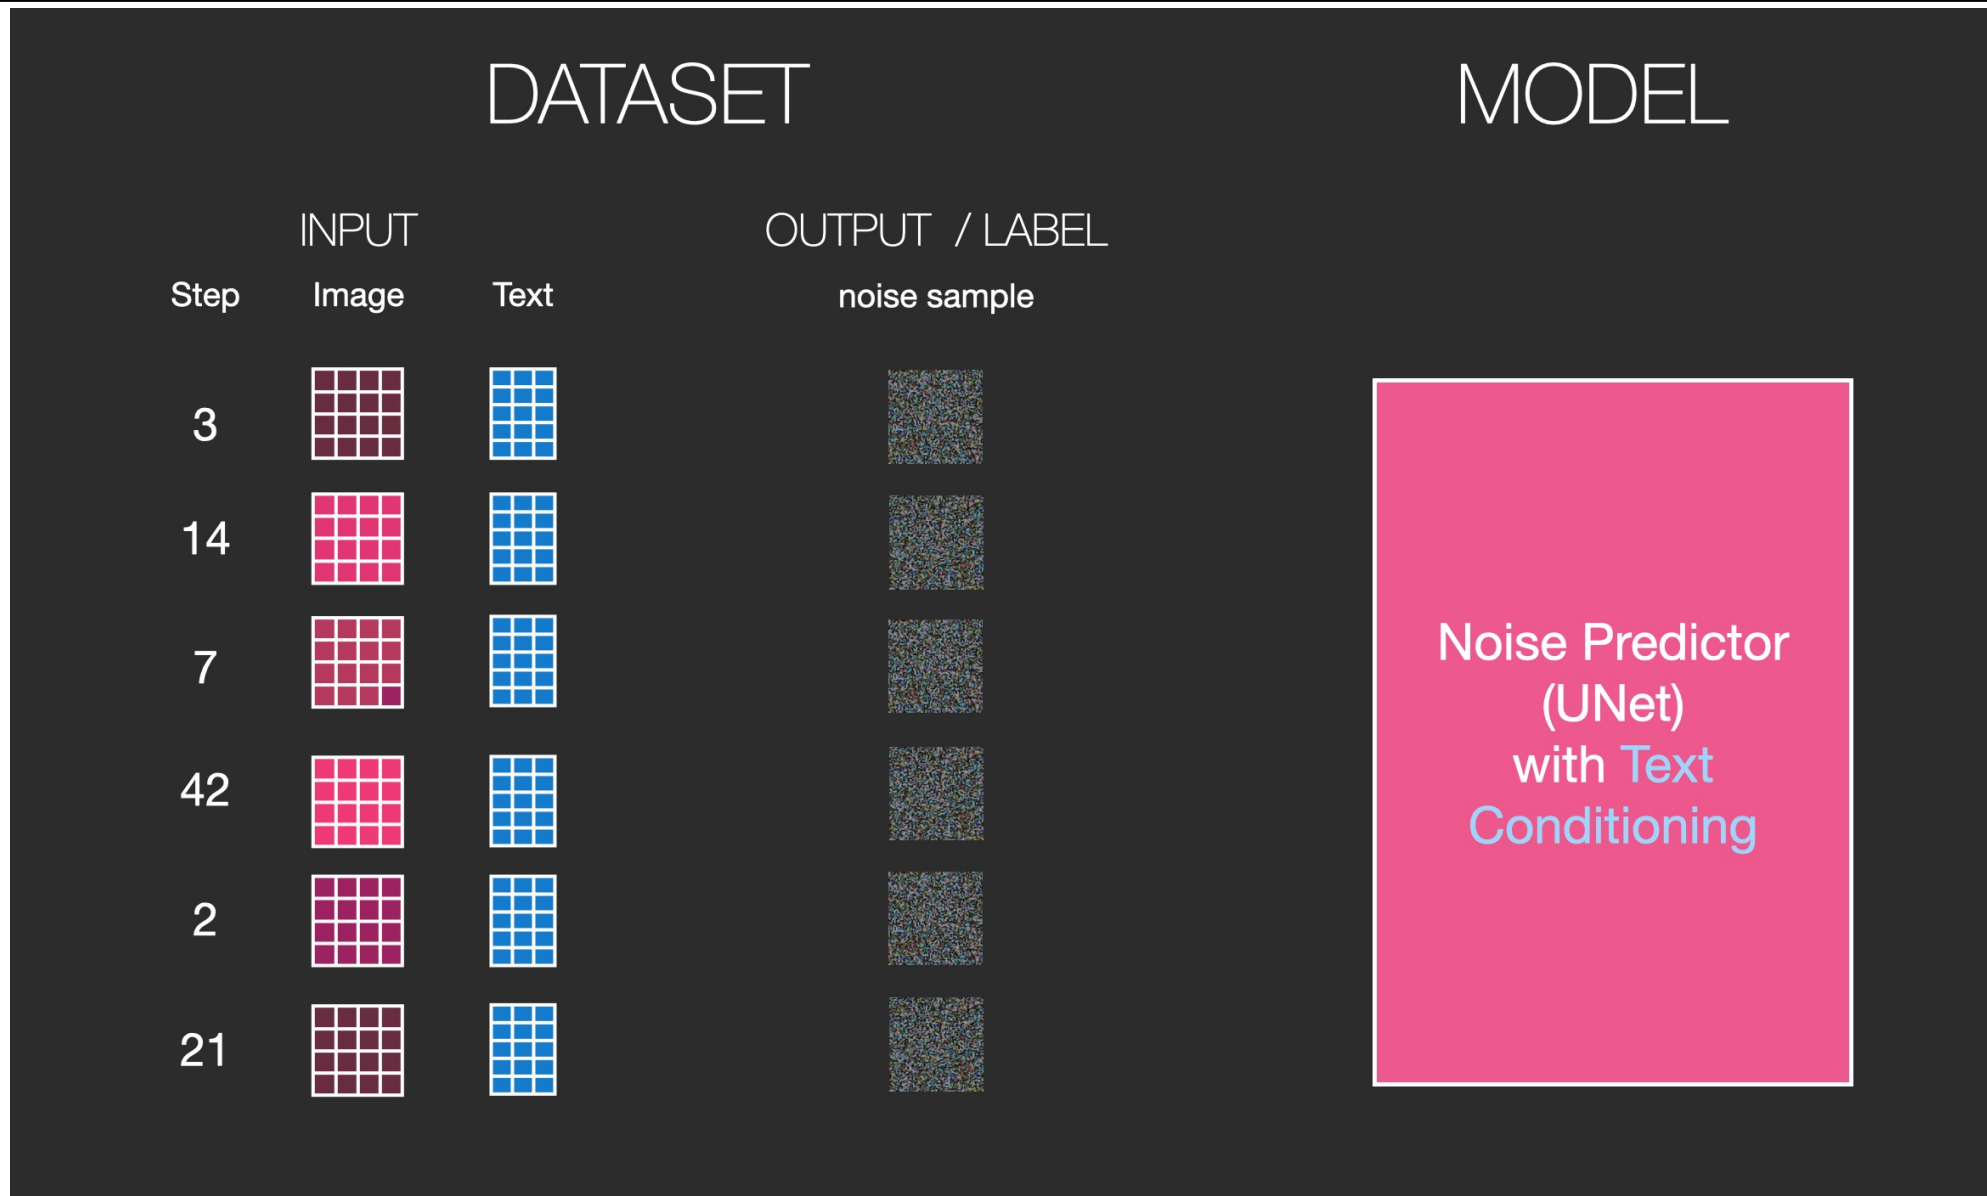 DATASET
MODEL
INPUT
OUTPUT / LABEL
Step Image Text
noise sample
3
14
7
42
2
21
Noise Predictor
(UNet)
with Text
Conditioning